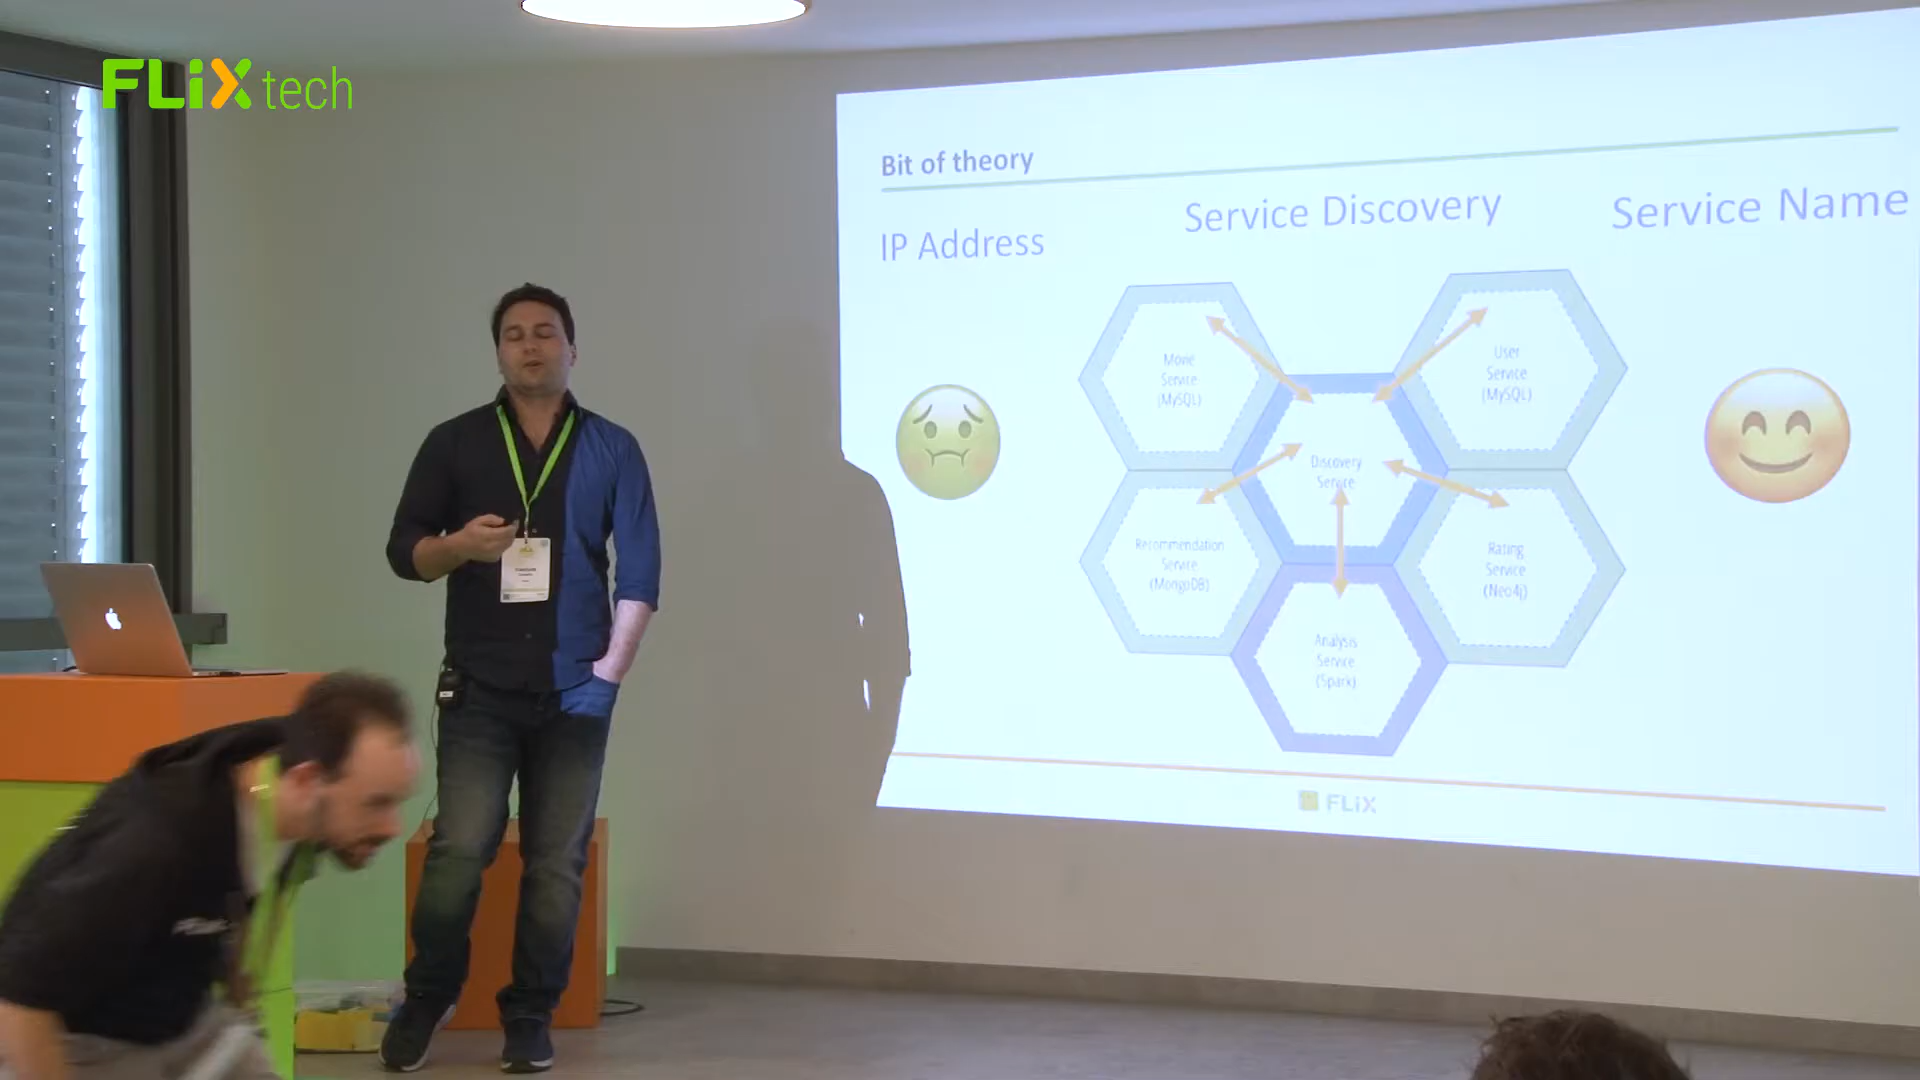 FLiX tech
Bit of theory
IP Address
Service Discovery
Service Name
Movie
Service
(MySQL)
User
Service
(MySQL)
Discovery
Service
Recommendation
Service
(MongoDB)
Rating
Service
(Neo4j)
Analysis
Service
(Spark)
FLiX